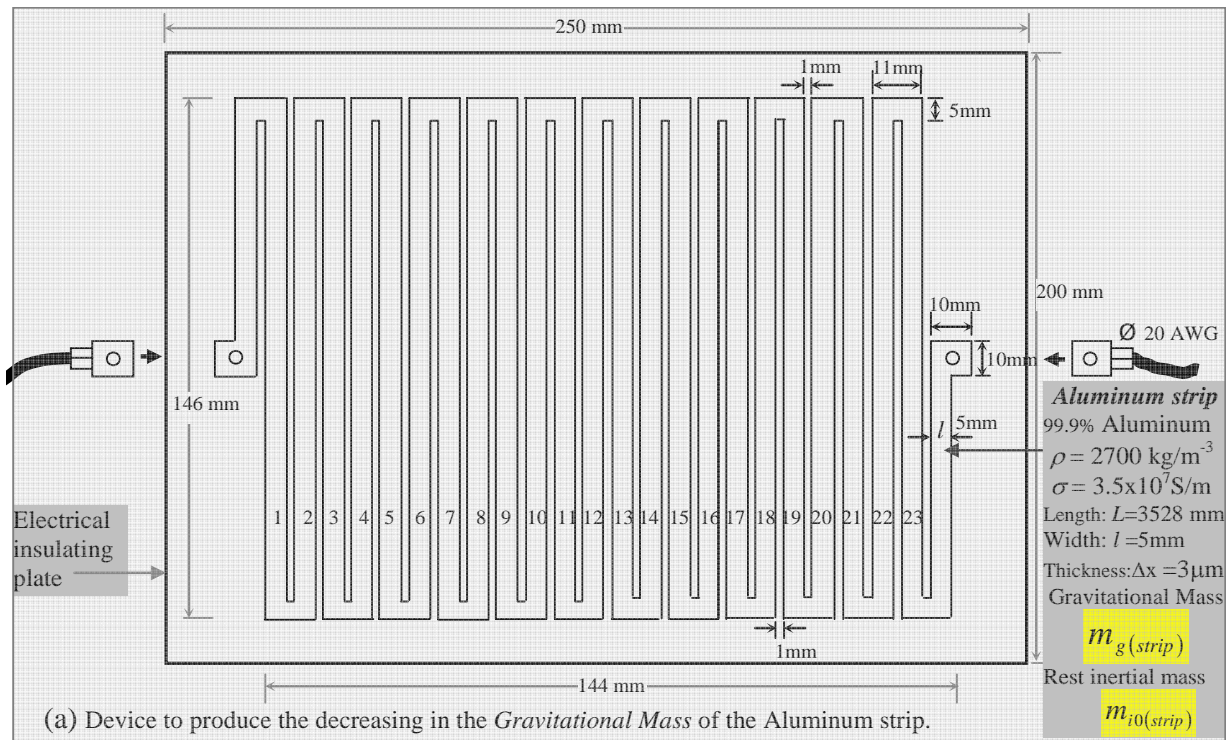 250 mm
1mm
11mm
5mm
200 mm
10mm
Ø 20 AWG
10mm
146 mm
Aluminum strip
5mm
l
99.9% Aluminum
ρ = 2700 kg/m⁻³
σ = 3.5x10⁷S/m
1 2 3 4 5 6 7 8 9 10 11 12 13 14 15 16 17 18 19 20 21 22 23
Length: L=3528 mm
Electrical
insulating
plate
Width: l =5mm
Thickness:Δx =3μm
Gravitational Mass
m g(strip)
1mm
Rest inertial mass
144 mm
m i0(strip)
(a) Device to produce the decreasing in the Gravitational Mass of the Aluminum strip.